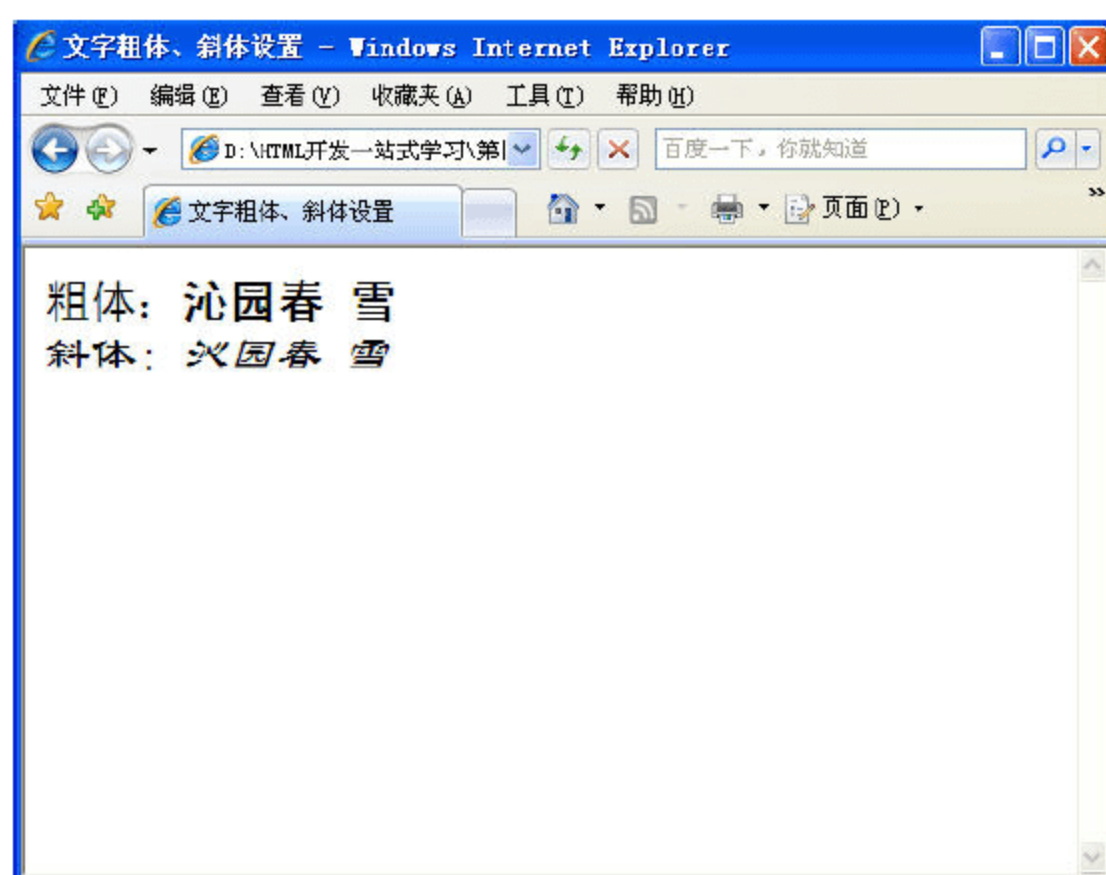 文字粗体、斜体设置 - Windows Internet Explorer
文件(F) 编辑(E) 查看(V) 收藏夹(A) 工具(T) 帮助(H)
D:\HTML开发一站式学习\第 百度一下，你就知道
文字粗体、斜体设置 页面(P)
粗体：沁园春 雪
斜体：沁园春 雪